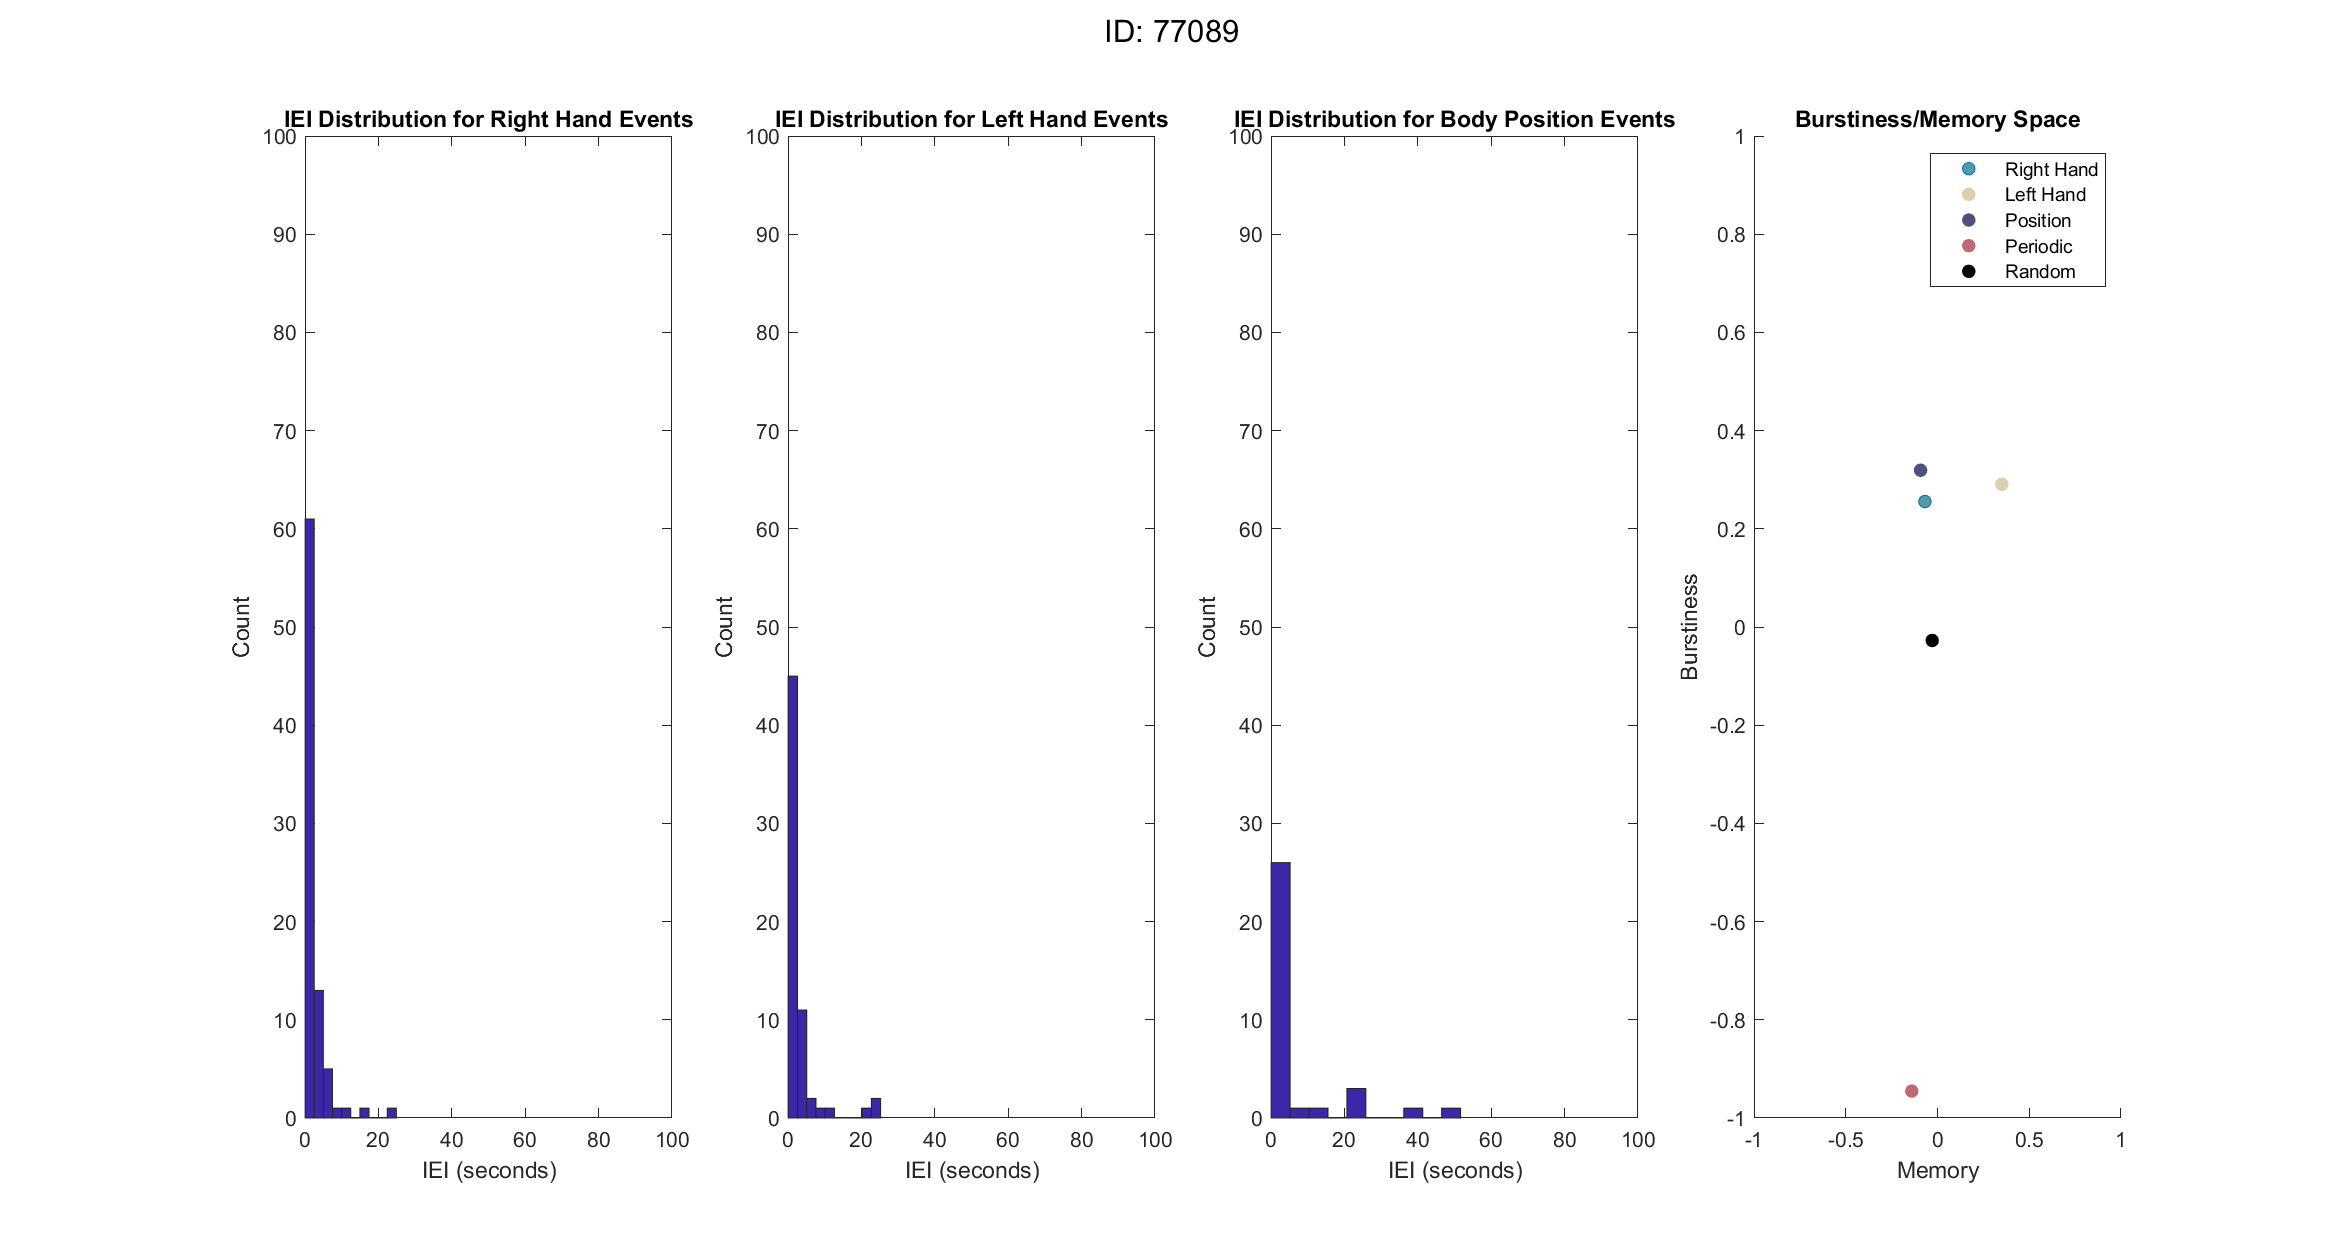 ID: 77089
IEI Distribution for Right Hand Events
100
90
80
70
60
50
40
30
20
10
0
Count
0 20 40 60 80 100
IEI (seconds)
IEI Distribution for Left Hand Events
100
90
80
70
60
50
40
30
20
10
0
Count
0 20 40 60 80 100
IEI (seconds)
IEI Distribution for Body Position Events
100
90
80
70
60
50
40
30
20
10
0
Count
0 20 40 60 80 100
IEI (seconds)
Burstiness/Memory Space
Right Hand
Left Hand
Position
Periodic
Random
1
0.8
0.6
0.4
0.2
0
-0.2
-0.4
-0.6
-0.8
-1
Burstiness
-1 -0.5 0 0.5 1
Memory